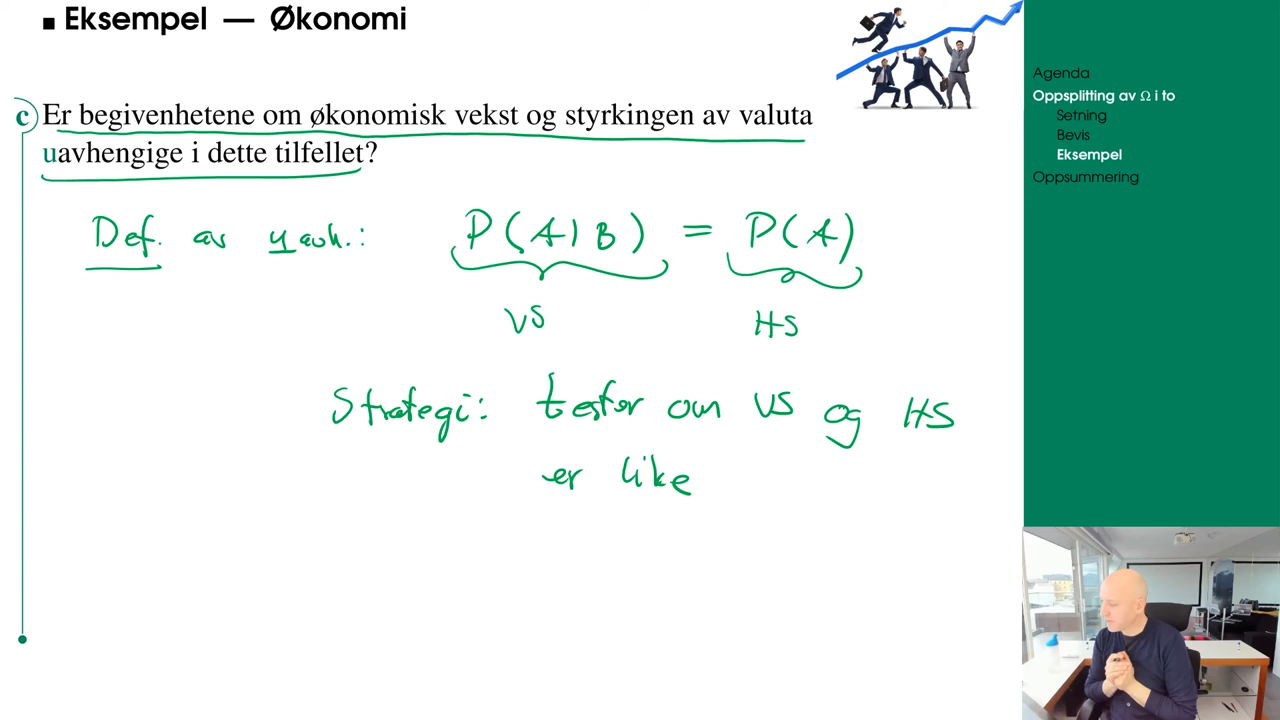 ■ Eksempel — Økonomi
c Er begivenhetene om økonomisk vekst og styrkingen av valuta
uavhengige i dette tilfellet?
Def. av uavh.: P(A|B) = P(A)
VS HS
Strategi: tester om VS og HS
er like
Agenda
Oppsplitting av Ω i to
Setning
Bevis
Eksempel
Oppsummering